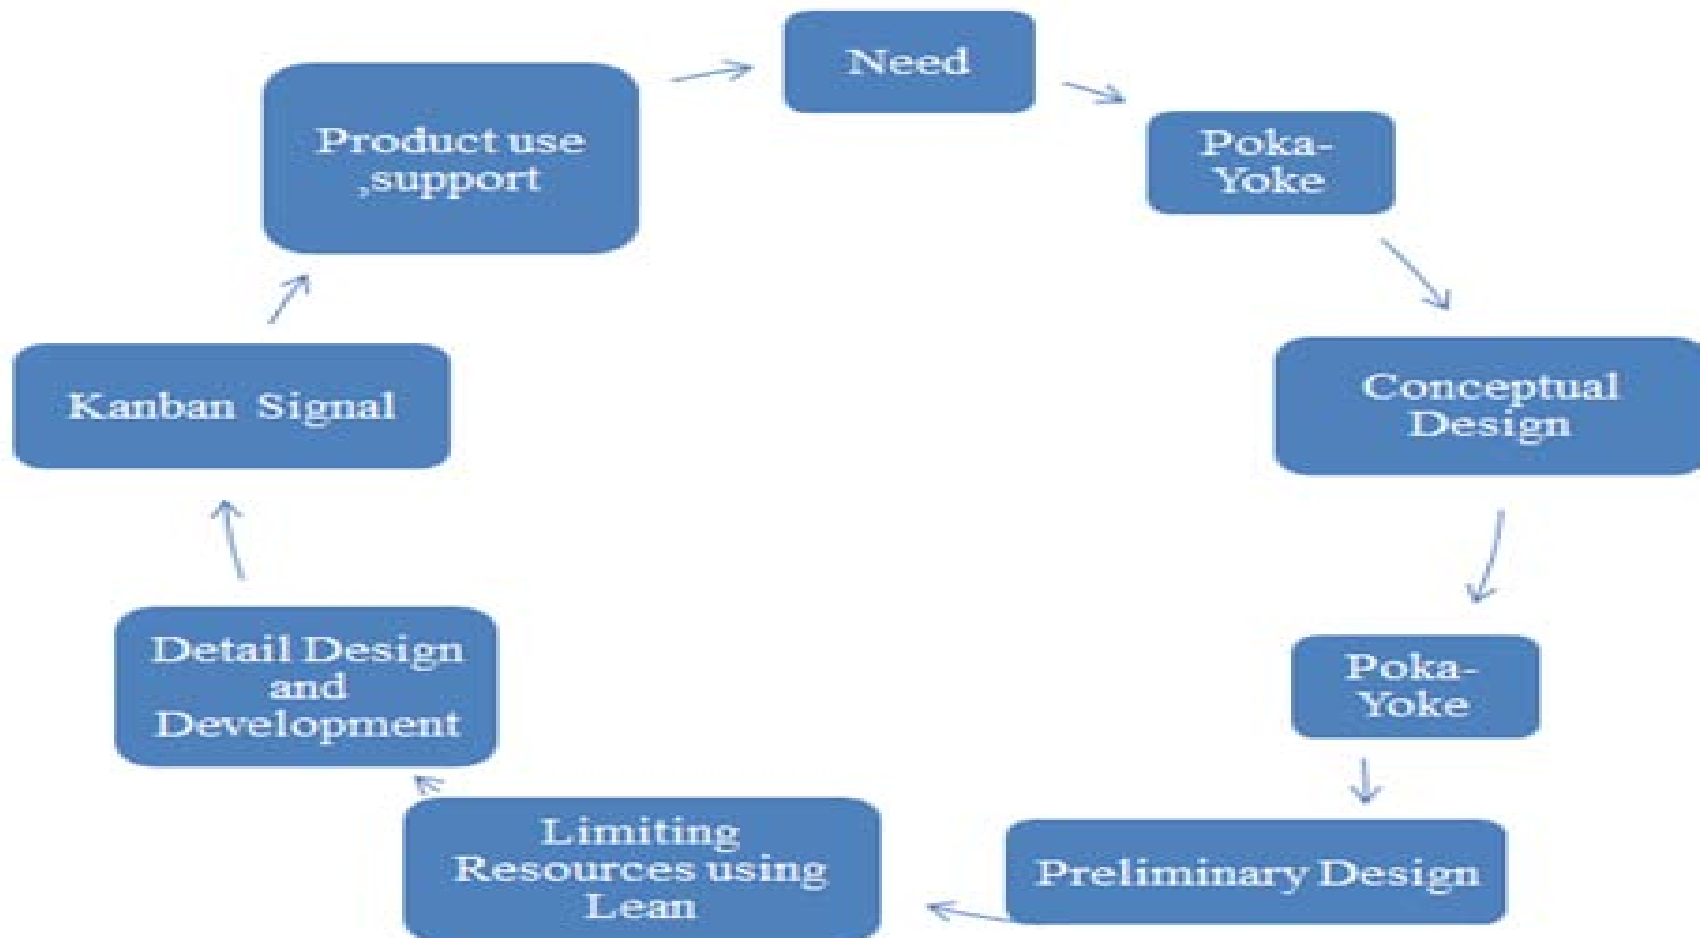 Need
Poka-
Yoke
Conceptual
Design
Poka-
Yoke
Preliminary Design
Limiting
Resources using
Lean
Detail Design
and
Development
Kanban Signal
Product use
,support